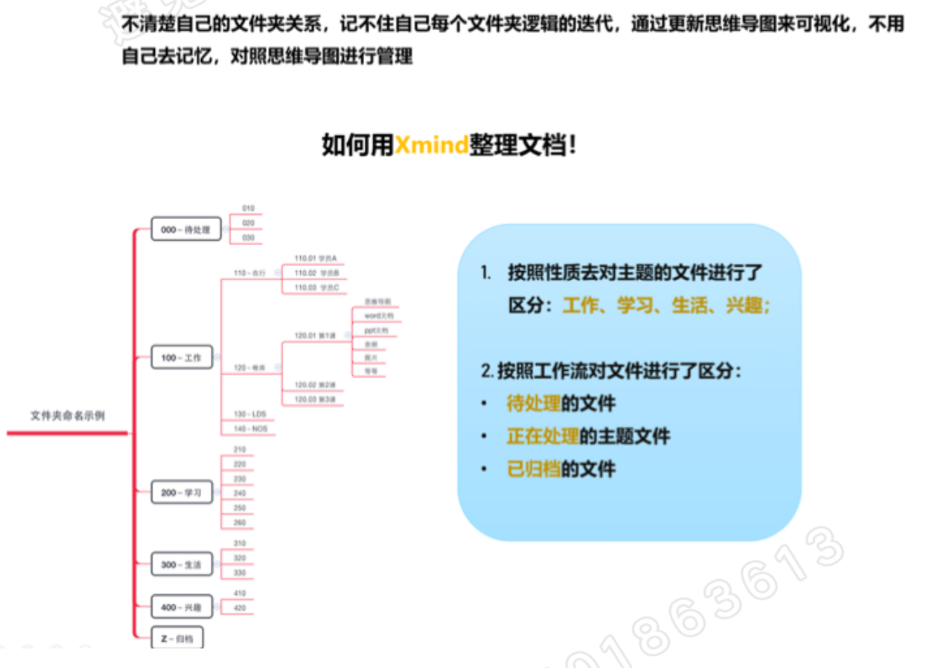 不清楚自己的文件夹关系，记不住自己每个文件夹逻辑的迭代，通过更新思维导图来可视化，不用
自己去记忆，对照思维导图进行管理
如何用Xmind整理文档！
文件夹命名示例
000－待处理
010
020
030
100－工作
110－
110.01 学员A
110.02 学员B
110.03 学员C
120－
120.01 第1课
思维导图
word文档
ppt文档
音频
图片
等等
120.02 第2课
120.03 第3课
130－LDS
140－NOS
200－学习
210
220
230
240
250
260
300－生活
310
320
330
400－兴趣
410
420
Z－归档
1. 按照性质去对主题的文件进行了
区分：工作、学习、生活、兴趣；
2.按照工作流对文件进行了区分：
• 待处理的文件
• 正在处理的主题文件
• 已归档的文件
01863613